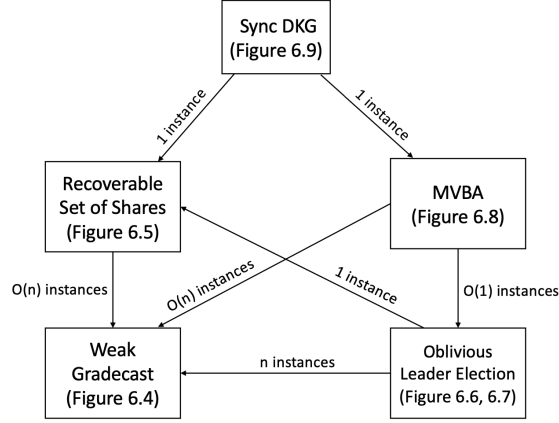 Sync DKG
(Figure 6.9)
1 instance
1 instance
Recoverable
Set of Shares
(Figure 6.5)
MVBA
(Figure 6.8)
O(n) instances
O(n) instances
1 instance
O(1) instances
Weak
Gradecast
(Figure 6.4)
n instances
Oblivious
Leader Election
(Figure 6.6, 6.7)